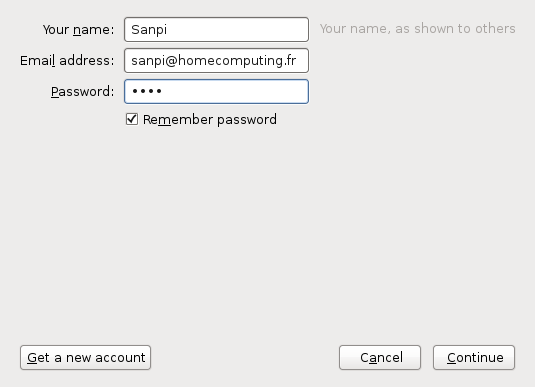 Your name: Sanpi Your name, as shown to others
Email address: sanpi@homecomputing.fr
Password: ••••
Remember password
Get a new account Cancel Continue